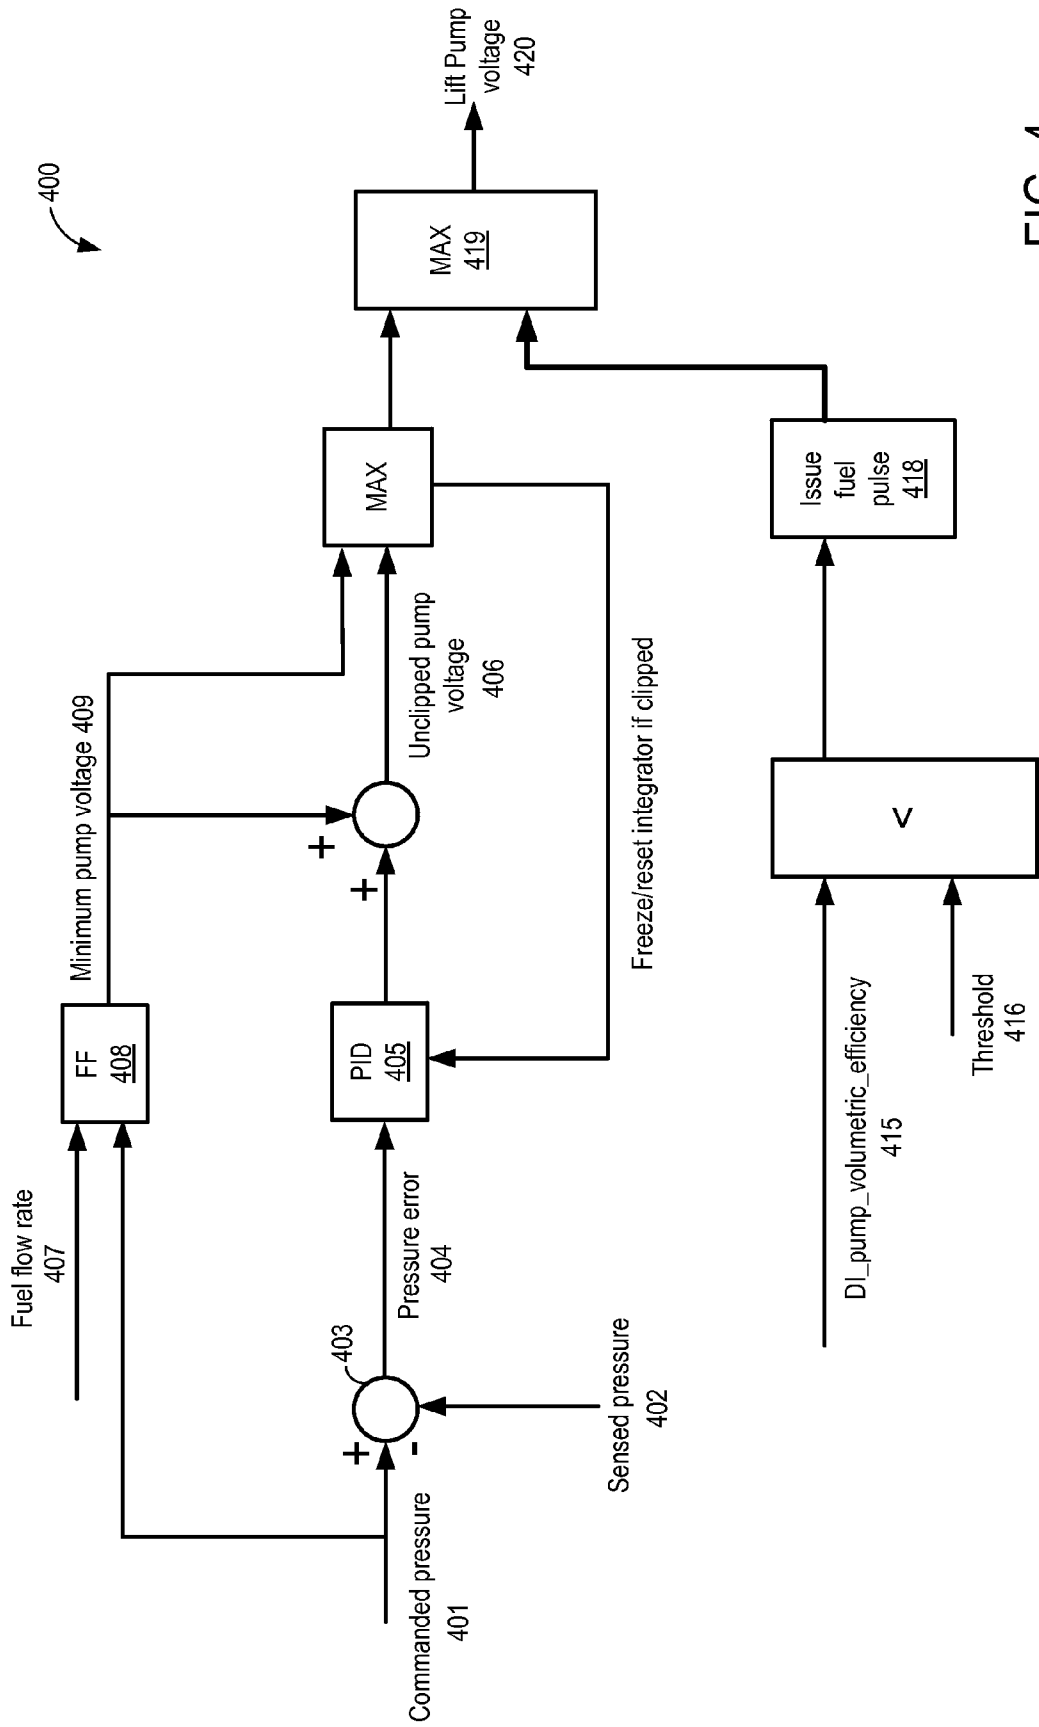 400
Fuel flow rate
407
FF
408
Minimum pump voltage 409
Lift Pump
voltage
420
403
+
-
Commanded pressure
401
Sensed pressure
402
Pressure error
404
PID
405
+
+
Unclipped pump
voltage
406
MAX
MAX
419
Freeze/reset integrator if clipped
DI_pump_volumetric_efficiency
415
Threshold
416
<
Issue
fuel
pulse
418
FIG. 4